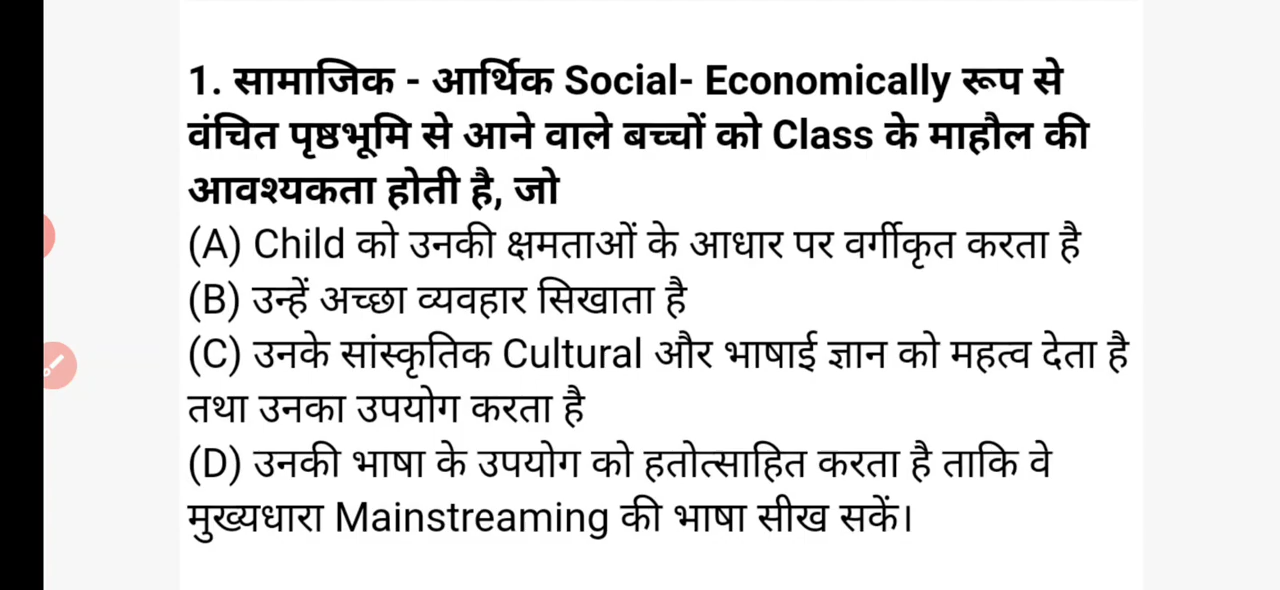 1. सामाजिक - आर्थिक Social- Economically रूप से
वंचित पृष्ठभूमि से आने वाले बच्चों को Class के माहौल की
आवश्यकता होती है, जो
(A) Child को उनकी क्षमताओं के आधार पर वर्गीकृत करता है
(B) उन्हें अच्छा व्यवहार सिखाता है
(C) उनके सांस्कृतिक Cultural और भाषाई ज्ञान को महत्व देता है
तथा उनका उपयोग करता है
(D) उनकी भाषा के उपयोग को हतोत्साहित करता है ताकि वे
मुख्यधारा Mainstreaming की भाषा सीख सकें।